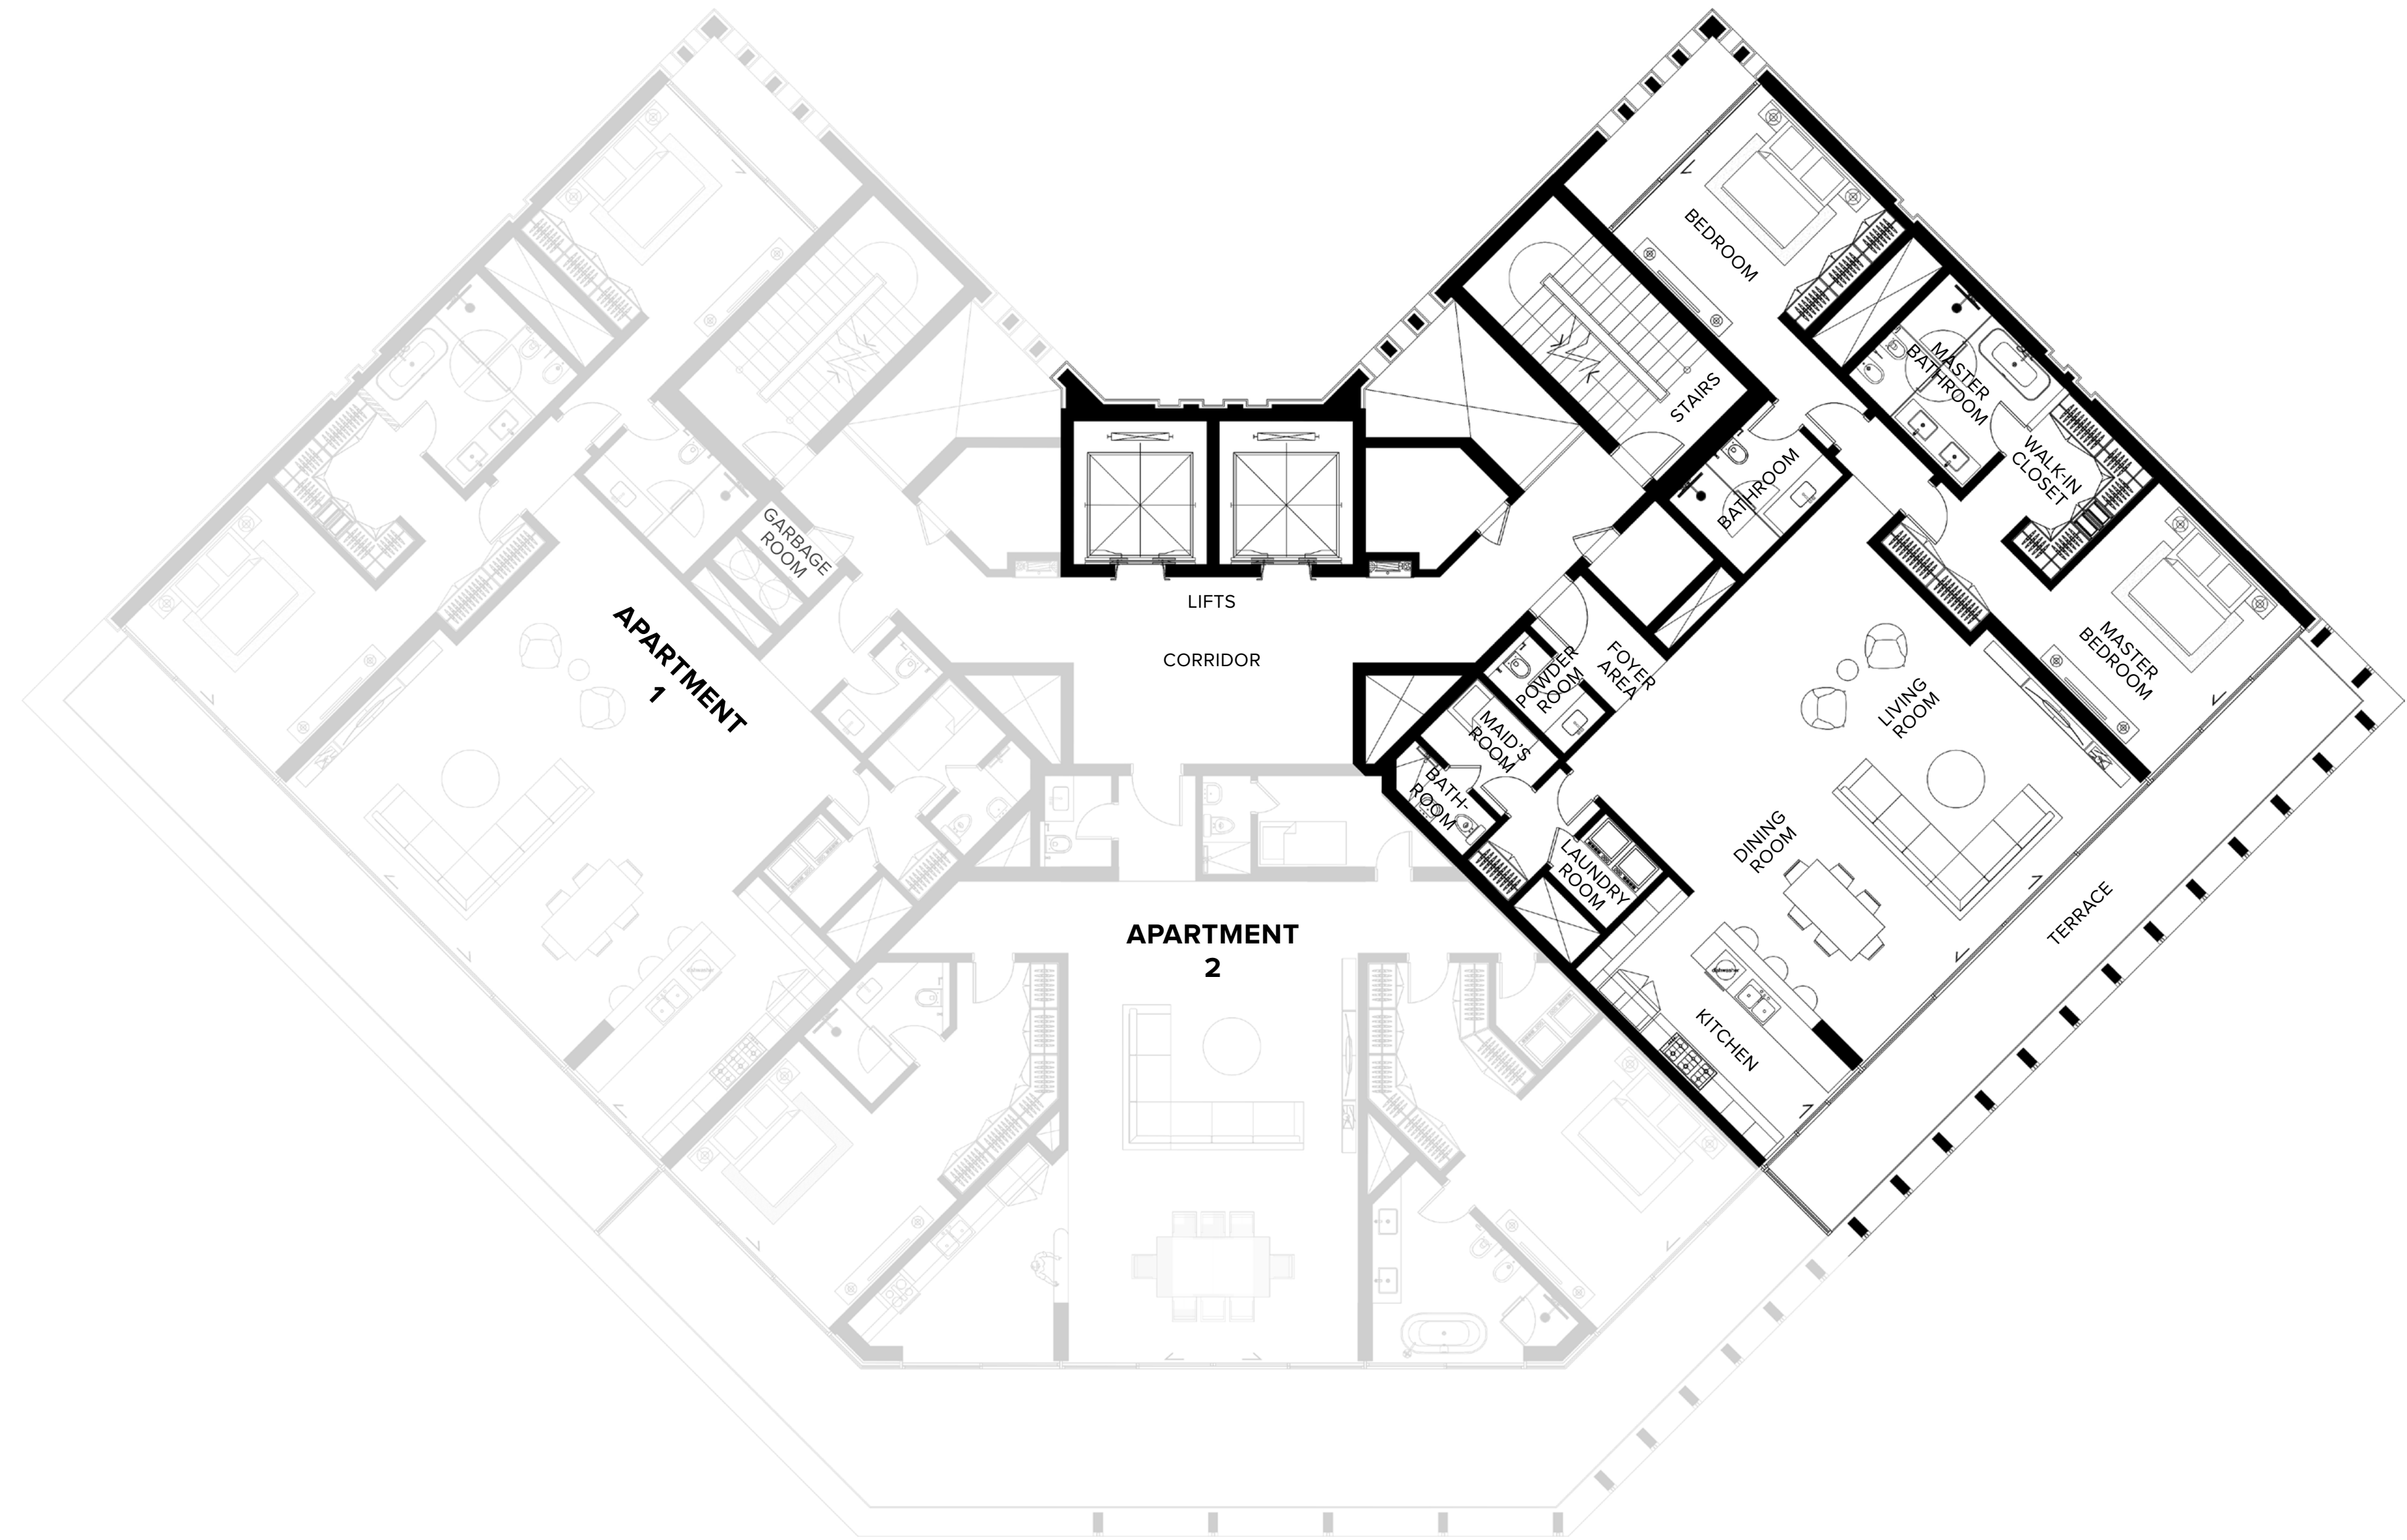 BEDROOM
MASTER
BATHROOM
STAIRS
WALK-IN
CLOSET
BATHROOM
GARBAGE
ROOM
LIFTS
CORRIDOR
APARTMENT
1
FOYER
AREA
POWDER
ROOM
MASTER
BEDROOM
LIVING
ROOM
MAID'S
ROOM
BATH-
ROOM
DINING
ROOM
LAUNDRY
ROOM
TERRACE
APARTMENT
2
dishwasher
KITCHEN